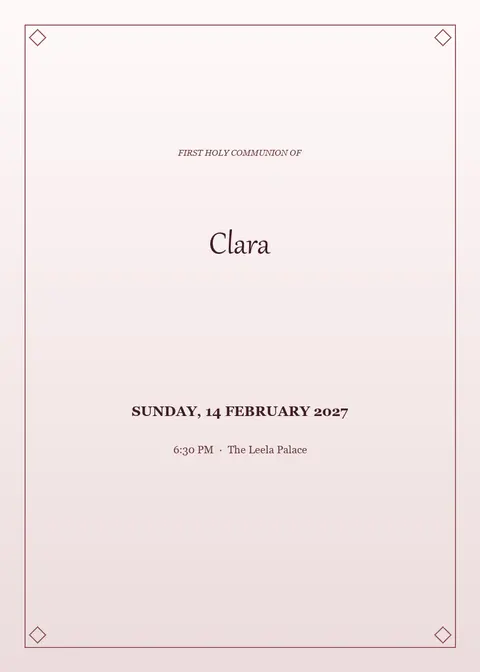 FIRST HOLY COMMUNION OF
Clara
SUNDAY, 14 FEBRUARY 2027
6:30 PM · The Leela Palace